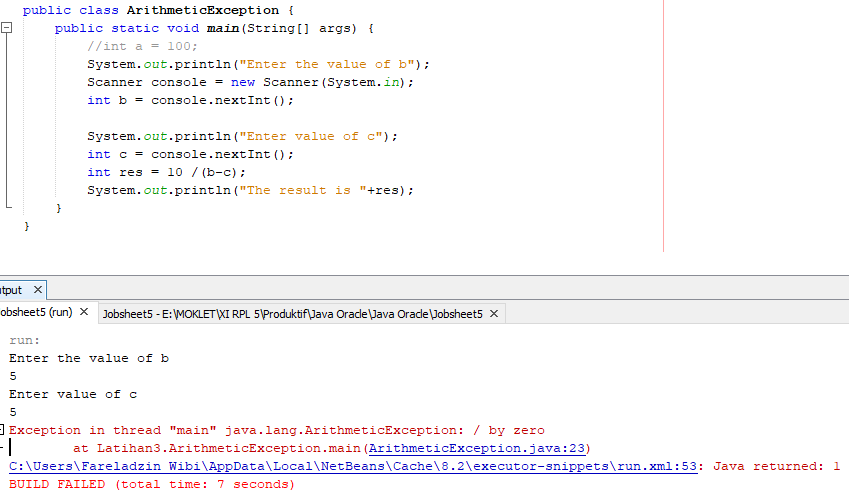 public class ArithmeticException {
public static void main(String[] args) {
//int a = 100;
System.out.println("Enter the value of b");
Scanner console = new Scanner(System.in);
int b = console.nextInt();
System.out.println("Enter value of c");
int c = console.nextInt();
int res = 10 /(b-c);
System.out.println("The result is "+res);
}
}
utput ×
obsheet5 (run) × Jobsheet5 - E:\MOKLET\XI RPL 5\Produktif\Java Oracle\Java Oracle\Jobsheet5 ×
run:
Enter the value of b
5
Enter value of c
5
Exception in thread "main" java.lang.ArithmeticException: / by zero
at Latihan3.ArithmeticException.main(ArithmeticException.java:23)
C:\Users\Fareladzin Wibi\AppData\Local\NetBeans\Cache\8.2\executor-snippets\run.xml:53: Java returned: 1
BUILD FAILED (total time: 7 seconds)